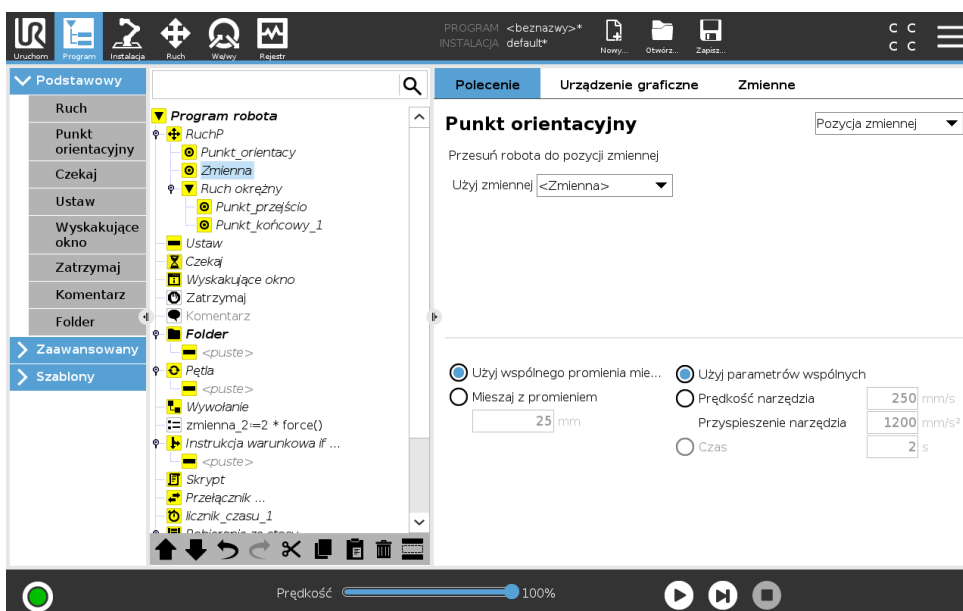 UR
Uruchom
Program
Instalacja
Ruch
We/wy
Rejestr
PROGRAM <beznazwy>*
INSTALACJA default*
Nowy...
Otwórz...
Zapisz...
C C
C C
Podstawowy
Ruch
Punkt orientacyjny
Czekaj
Ustaw
Wyskakujące okno
Zatrzymaj
Komentarz
Folder
Zaawansowany
Szablony
Program robota
RuchP
Punkt_orientacy
Zmienna
Ruch okrężny
Punkt_przejścio
Punkt_końcowy_1
Ustaw
Czekaj
Wyskakujące okno
Zatrzymaj
Komentarz
Folder
<puste>
Pętla
<puste>
Wywołanie
zmienna_2:=2 * force()
Instrukcja warunkowa if ...
<puste>
Skrypt
Przełącznik ...
licznik_czasu_1
Polecenie
Urządzenie graficzne
Zmienne
Punkt orientacyjny
Pozycja zmiennej
Przesuń robota do pozycji zmiennej
Użyj zmiennej <Zmienna>
Użyj wspólnego promienia mie...
Mieszaj z promieniem
25 mm
Użyj parametrów wspólnych
Prędkość narzędzia 250 mm/s
Przyspieszenie narzędzia 1200 mm/s²
Czas 2 s
Prędkość 100%